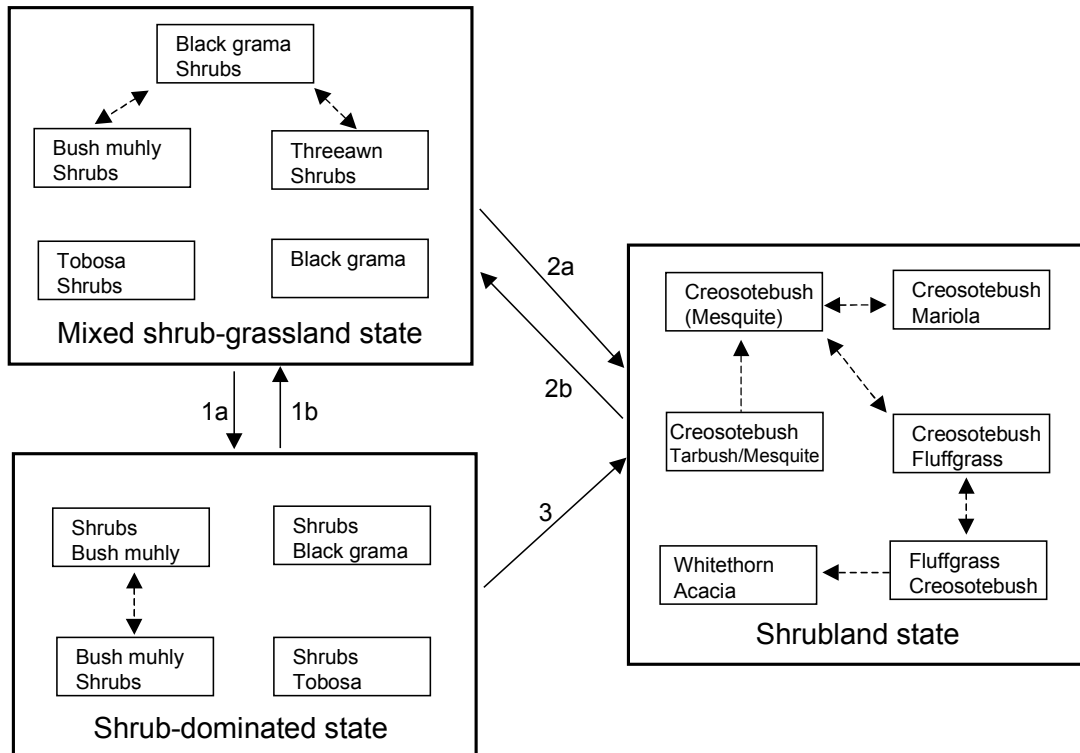 Black grama
Shrubs
Bush muhly
Shrubs
Threeawn
Shrubs
Tobosa
Shrubs
Black grama
Mixed shrub-grassland state
1a
1b
2a
2b
3
Shrubs
Bush muhly
Shrubs
Black grama
Bush muhly
Shrubs
Shrubs
Tobosa
Shrub-dominated state
Creosotebush
(Mesquite)
Creosotebush
Mariola
Creosotebush
Tarbush/Mesquite
Creosotebush
Fluffgrass
Whitethorn
Acacia
Fluffgrass
Creosotebush
Shrubland state